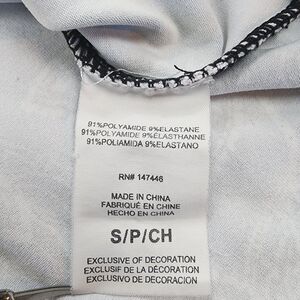 91%POLYAMIDE 9%ELASTANE
91%POLYAMIDE 9%ELASTHANNE
91%POLIAMIDA 9%ELASTANO
RN# 147446
MADE IN CHINA
FABRIQUÉ EN CHINE
HECHO EN CHINA
S/P/CH
EXCLUSIVE OF DECORATION
EXCLUSIF DE LA DÉCORATION
EXCLUSIVO DE DECORACION